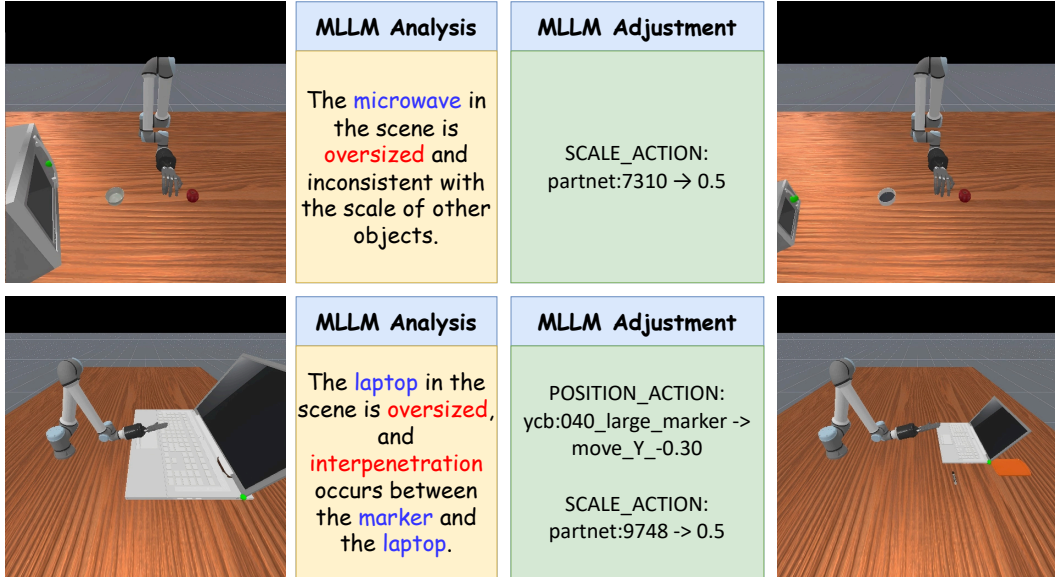 MLLM Analysis
The microwave in
the scene is
oversized and
inconsistent with
the scale of other
objects.
MLLM Adjustment
SCALE_ACTION:
partnet:7310 → 0.5
MLLM Analysis
The laptop in the
scene is oversized,
and
interpenetration
occurs between
the marker and
the laptop.
MLLM Adjustment
POSITION_ACTION:
ycb:040_large_marker ->
move_Y_-0.30
SCALE_ACTION:
partnet:9748 -> 0.5